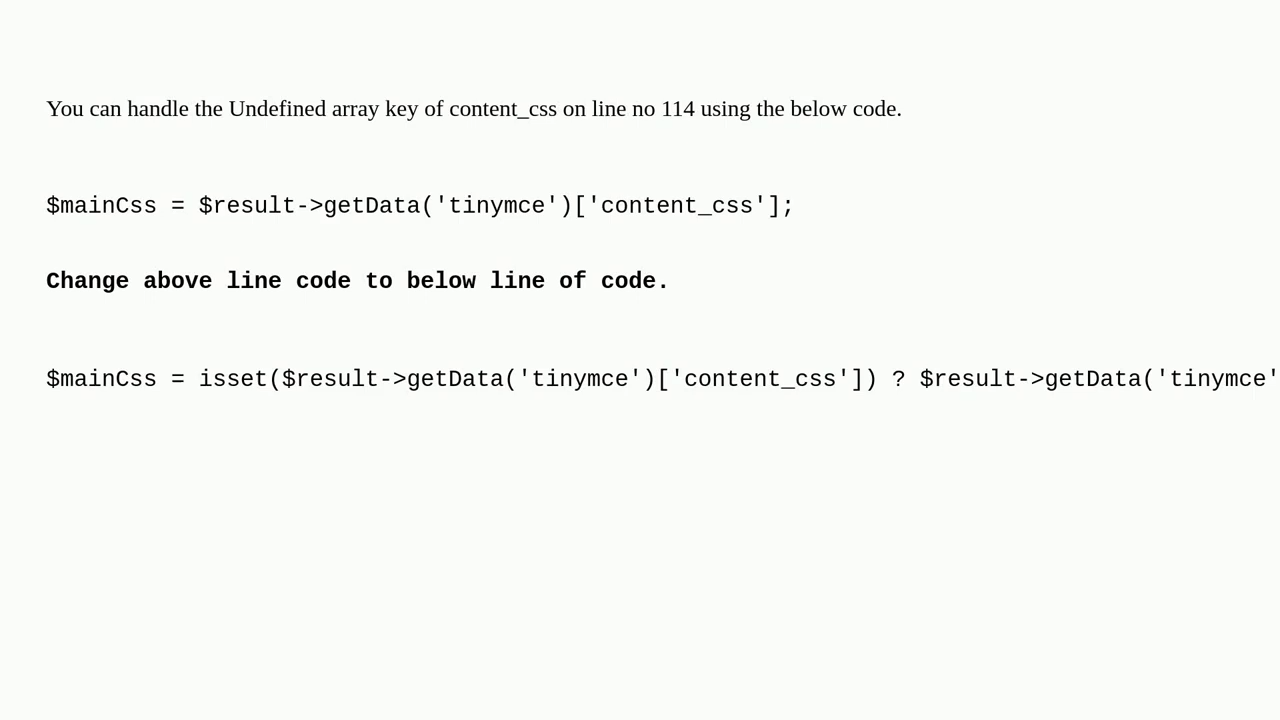 You can handle the Undefined array key of content_css on line no 114 using the below code.
$mainCss = $result->getData('tinymce')['content_css'];
Change above line code to below line of code.
$mainCss = isset($result->getData('tinymce')['content_css']) ? $result->getData('tinymce'